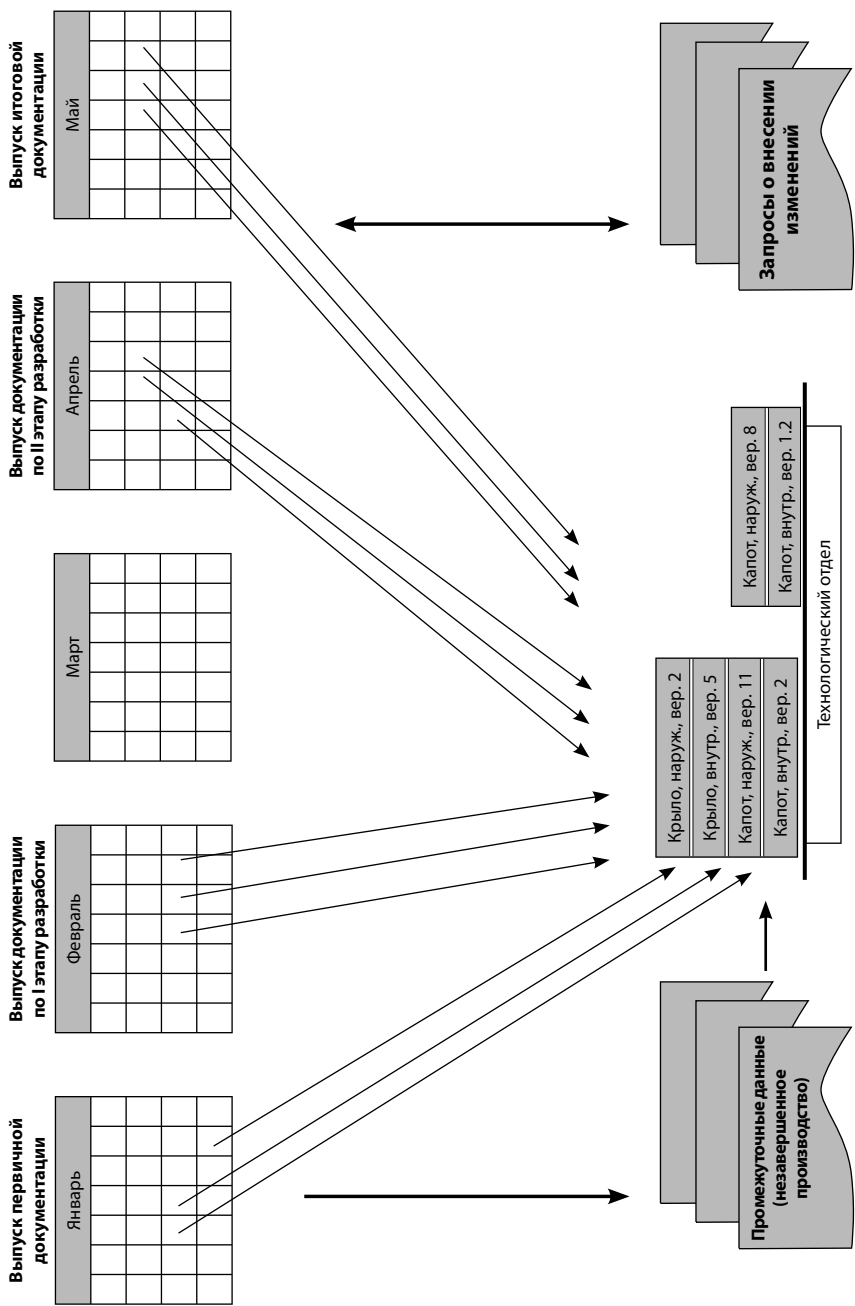 Выпуск первичной
документации
Январь
Выпуск документации
по I этапу разработки
Февраль
Март
Выпуск документации
по II этапу разработки
Апрель
Выпуск итоговой
документации
Май
Промежуточные данные
(незавершенное
производство)
Крыло, наруж., вер. 2
Крыло, внутр., вер. 5
Капот, наруж., вер. 11
Капот, внутр., вер. 2
Капот, наруж., вер. 8
Капот, внутр., вер. 1.2
Технологический отдел
Запросы о внесении
изменений